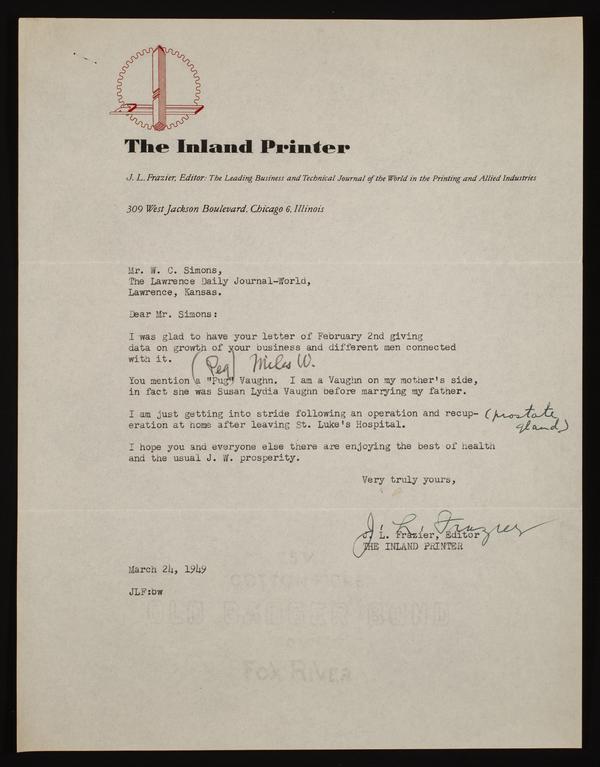 The Inland Printer
J. L. Frazier, Editor: The Leading Business and Technical Journal of the World in the Printing and Allied Industries
309 West Jackson Boulevard, Chicago 6, Illinois
Mr. W. C. Simons,
The Lawrence Daily Journal-World,
Lawrence, Kansas.
Dear Mr. Simons:
I was glad to have your letter of February 2nd giving
data on growth of your business and different men connected
with it.
(Peg) Miles W.
You mention a "Pug" Vaughn. I am a Vaughn on my mother's side,
in fact she was Susan Lydia Vaughn before marrying my father.
I am just getting into stride following an operation and recup- (prostate
eration at home after leaving St. Luke's Hospital. gland)
I hope you and everyone else there are enjoying the best of health
and the usual J. W. prosperity.
Very truly yours,
J. L. Frazier
J. L. Frazier, Editor
THE INLAND PRINTER
March 24, 1949
JLF:bw
OLD BADGER BOND
FOX RIVER